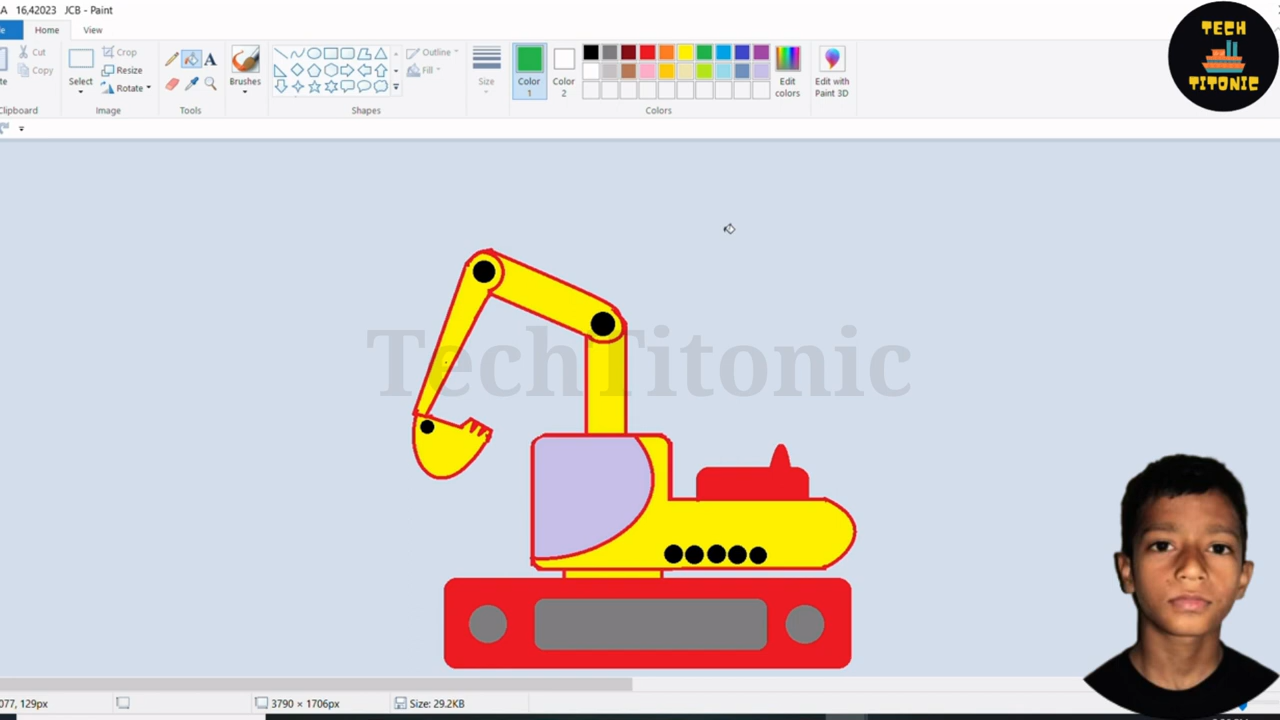 A 16,42023 JCB - Paint
Home View
Cut
Copy
Select
Crop
Resize
Rotate
A
Brushes
Outline
Fill
Size
Color 1
Color 2
Edit colors
Edit with Paint 3D
Clipboard Image Tools Shapes Colors
TechTitonic
TECH
TITONIC
077, 129px
3790 × 1706px
Size: 29.2KB